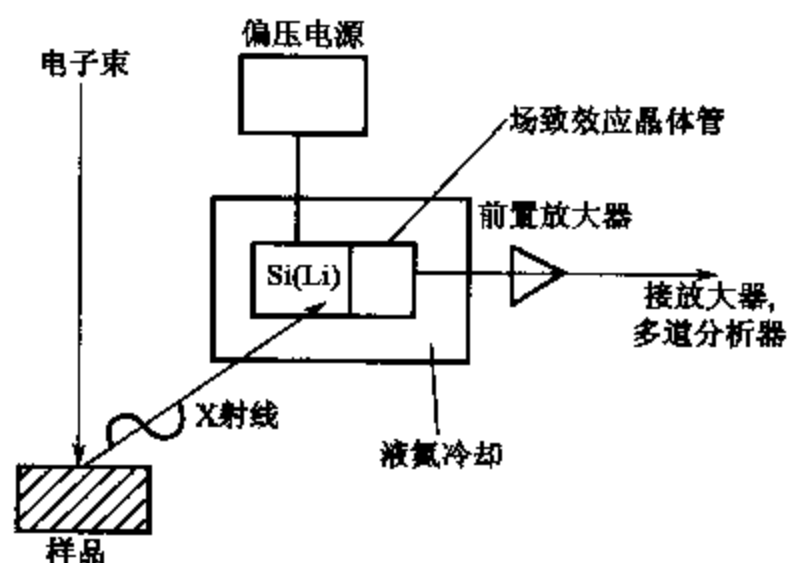 偏压电源
电子束
场致效应晶体管
前置放大器
Si(Li)
接放大器,
多道分析器
X射线
液氮冷却
样品